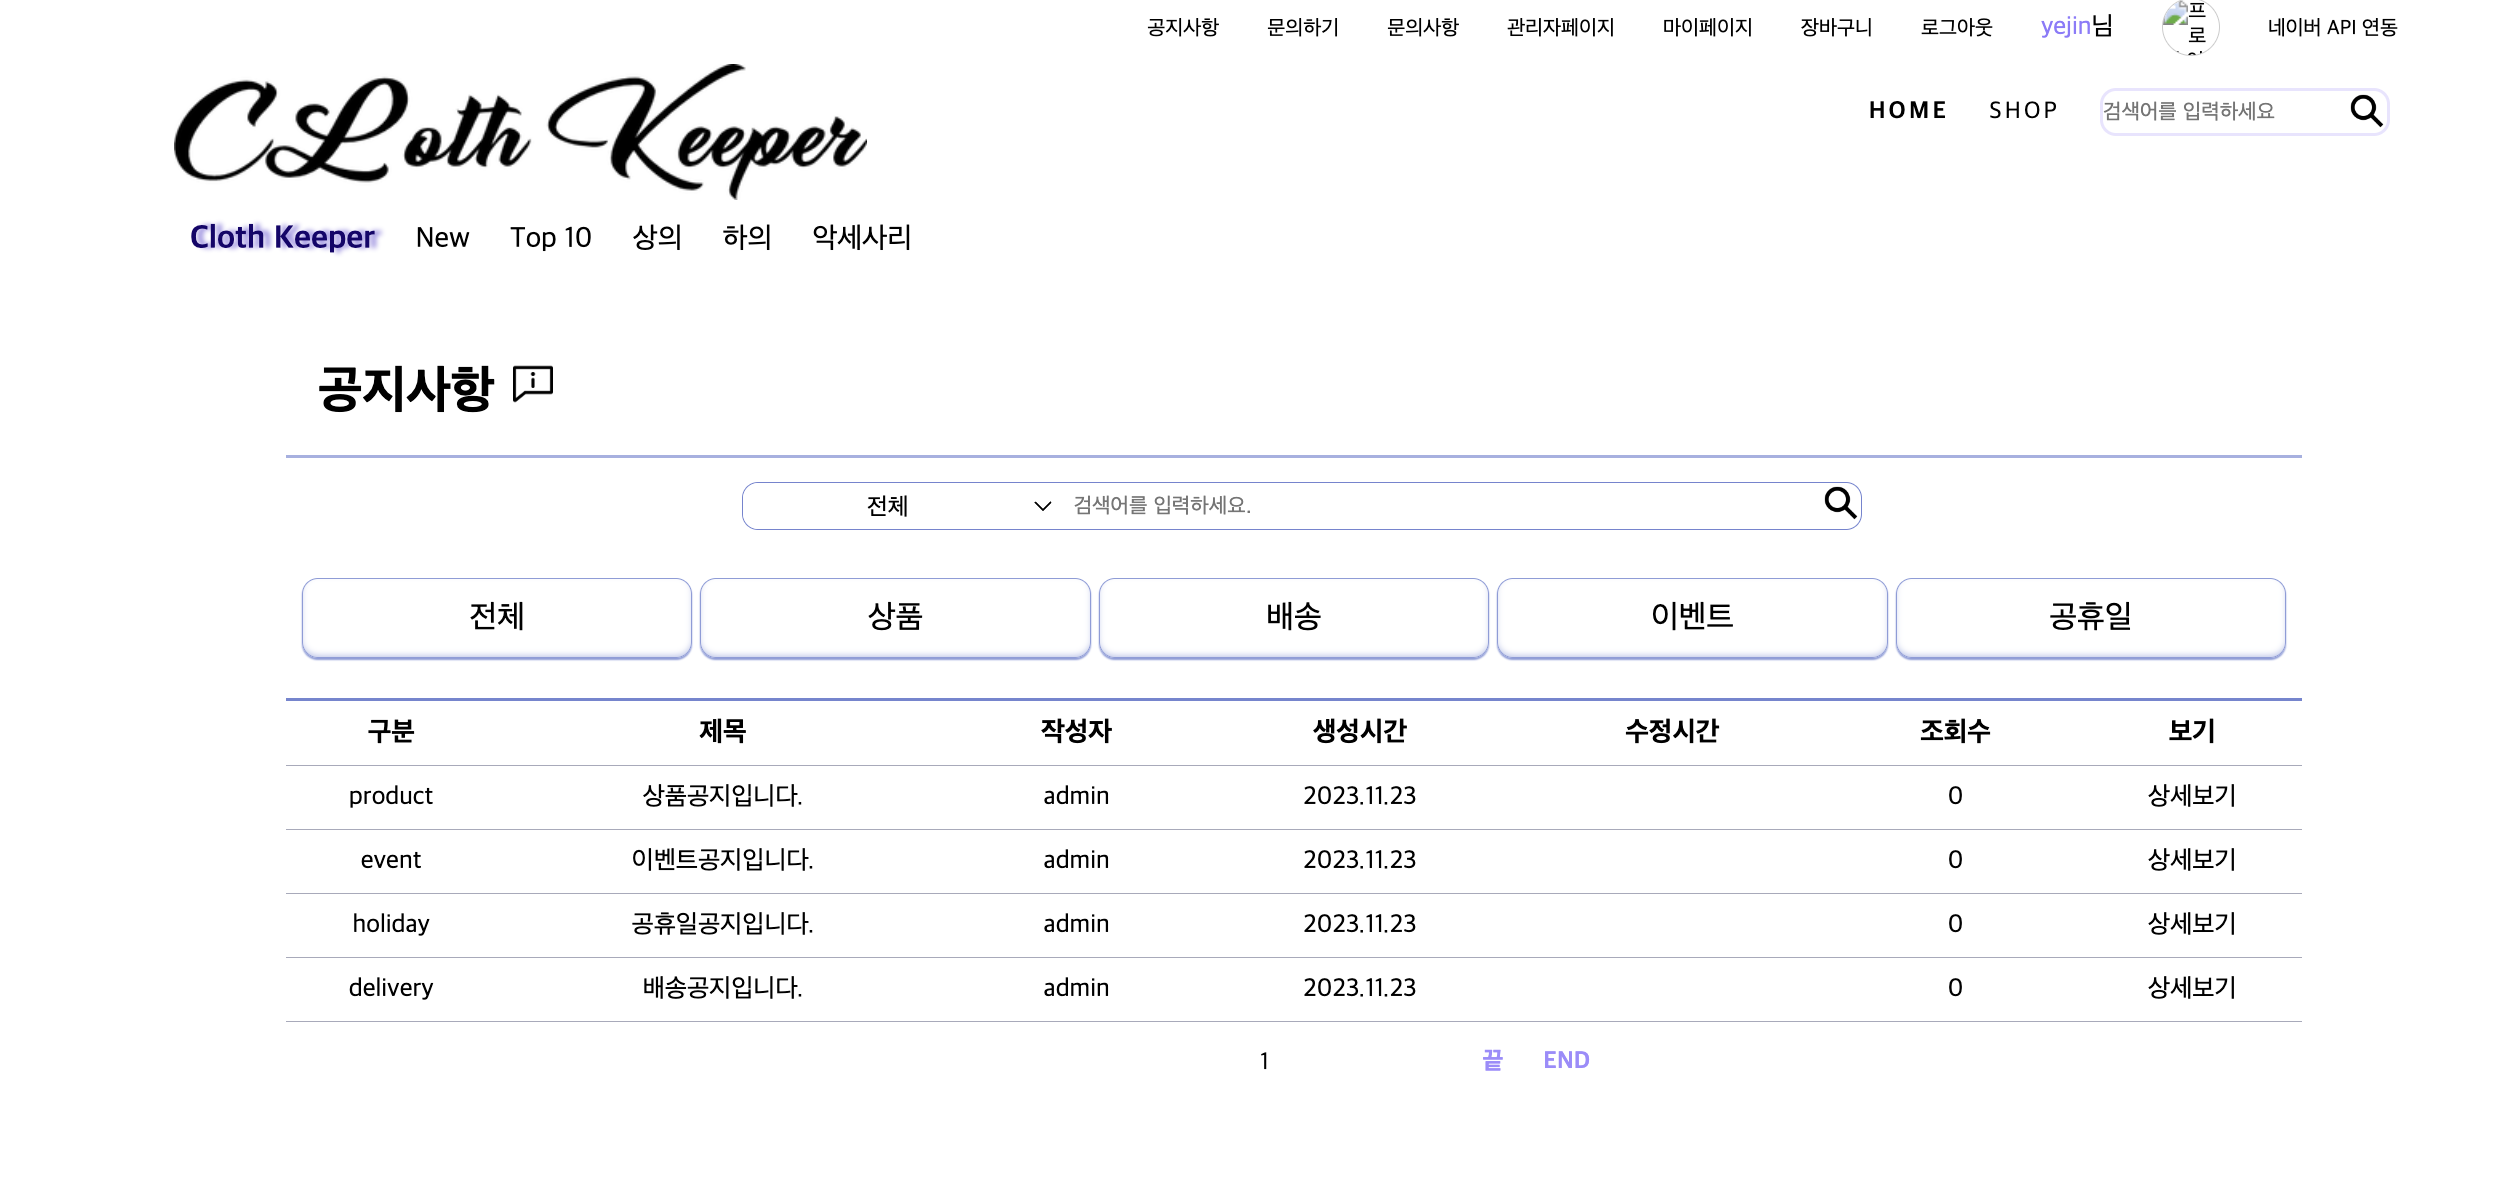 공지사항 문의하기 문의사항 관리자페이지 마이페이지 장바구니 로그아웃 yejin님 프로 네이버 API 연동
CLoth Keeper
HOME SHOP 검색어를 입력하세요
Cloth Keeper New Top 10 상의 하의 악세사리
공지사항
전체 검색어를 입력하세요.
전체 상품 배송 이벤트 공휴일
구분 제목 작성자 생성시간 수정시간 조회수 보기
product 상품공지입니다. admin 2023.11.23 0 상세보기
event 이벤트공지입니다. admin 2023.11.23 0 상세보기
holiday 공휴일공지입니다. admin 2023.11.23 0 상세보기
delivery 배송공지입니다. admin 2023.11.23 0 상세보기
1 끝 END